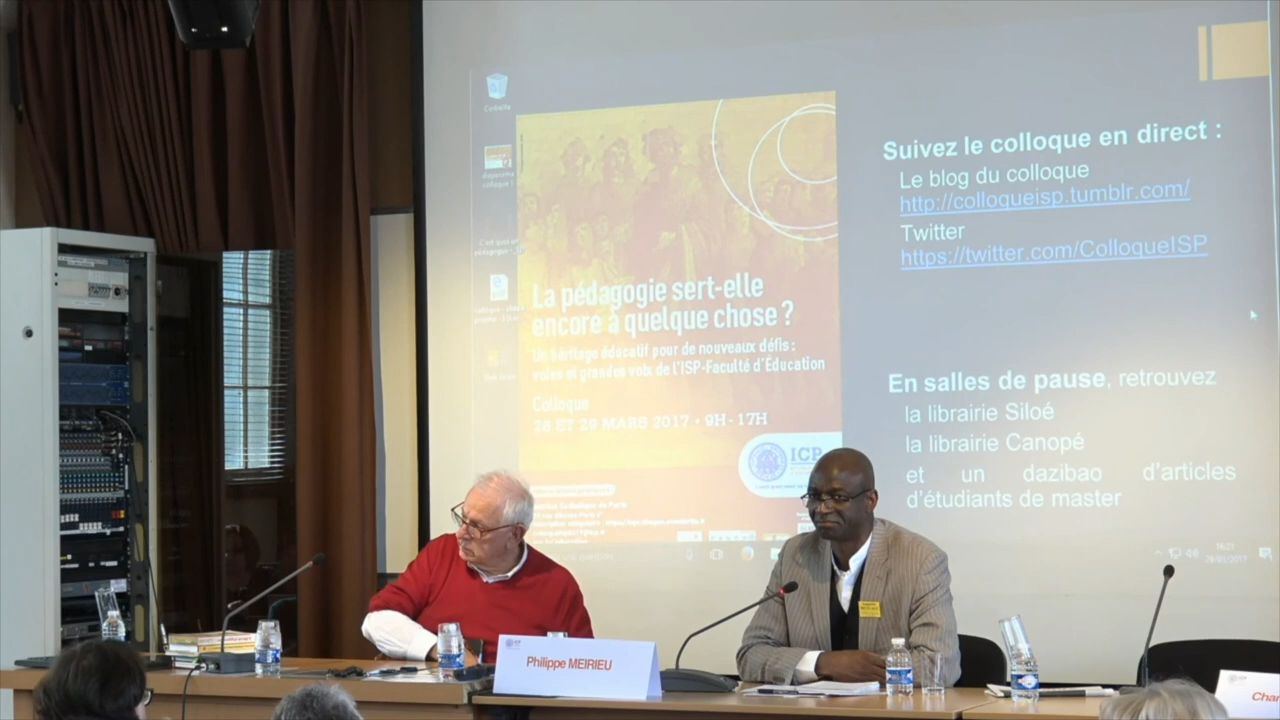 Corbeille
diaporama
colloque 1
La pédagogie sert-elle
encore à quelque chose ?
Un héritage éducatif pour de nouveaux défis :
voies et grandes voix de l'ISP-Faculté d'Éducation
Colloque
28 ET 29 MARS 2017 • 9H - 17H
ICP
Suivez le colloque en direct :
Le blog du colloque
http://colloqueisp.tumblr.com/
Twitter
https://twitter.com/ColloqueISP
En salles de pause, retrouvez
la librairie Siloé
la librairie Canopé
et un dazibao d'articles
d'étudiants de master
Philippe MEIRIEU